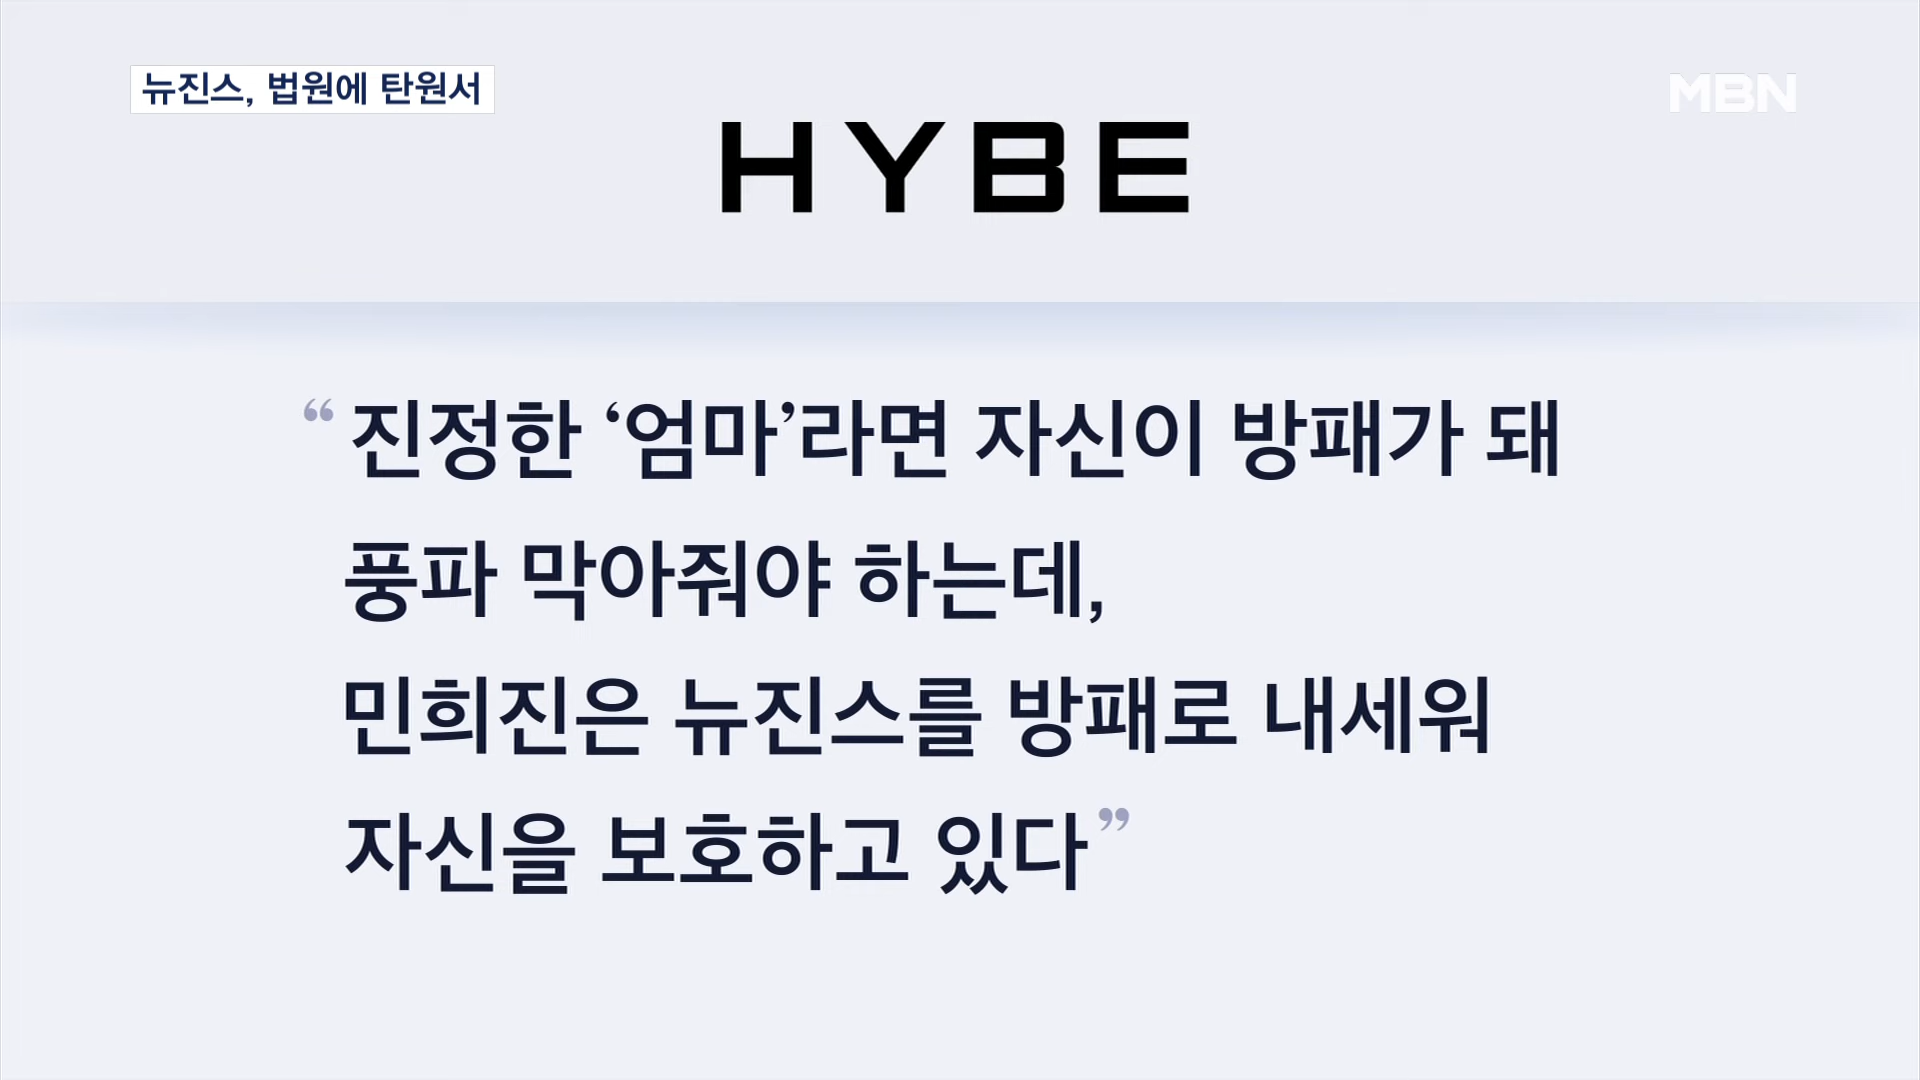 뉴진스, 법원에 탄원서
MBN
HYBE
“진정한 ‘엄마’라면 자신이 방패가 돼
풍파 막아줘야 하는데,
민희진은 뉴진스를 방패로 내세워
자신을 보호하고 있다”